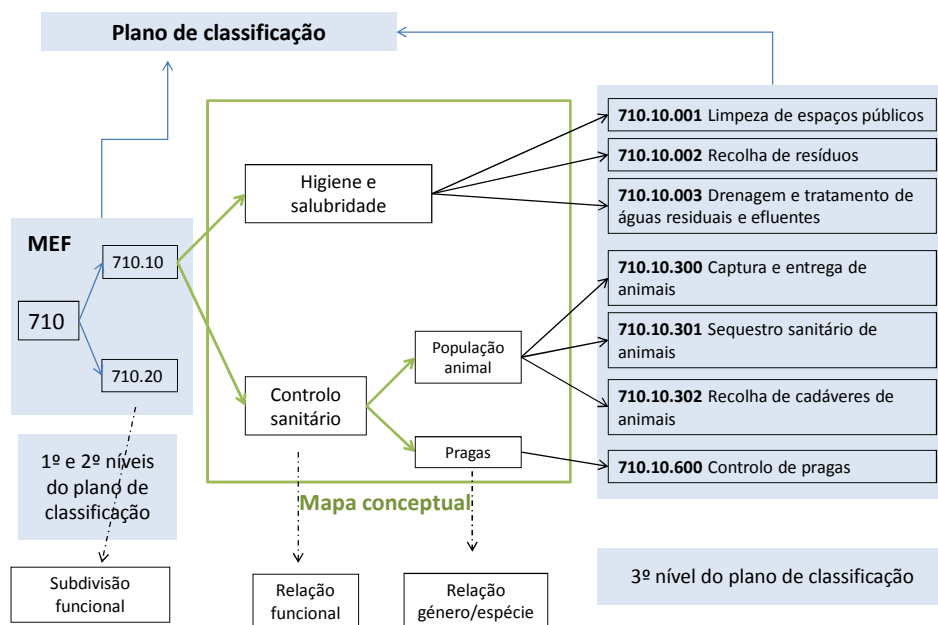 Plano de classificação
MEF
710
710.10
710.20
1º e 2º níveis
do plano de
classificação
Subdivisão
funcional
Higiene e
salubridade
Controlo
sanitário
População
animal
Pragas
Mapa conceptual
Relação
funcional
Relação
género/espécie
710.10.001 Limpeza de espaços públicos
710.10.002 Recolha de resíduos
710.10.003 Drenagem e tratamento de
águas residuais e efluentes
710.10.300 Captura e entrega de
animais
710.10.301 Sequestro sanitário de
animais
710.10.302 Recolha de cadáveres de
animais
710.10.600 Controlo de pragas
3º nível do plano de classificação